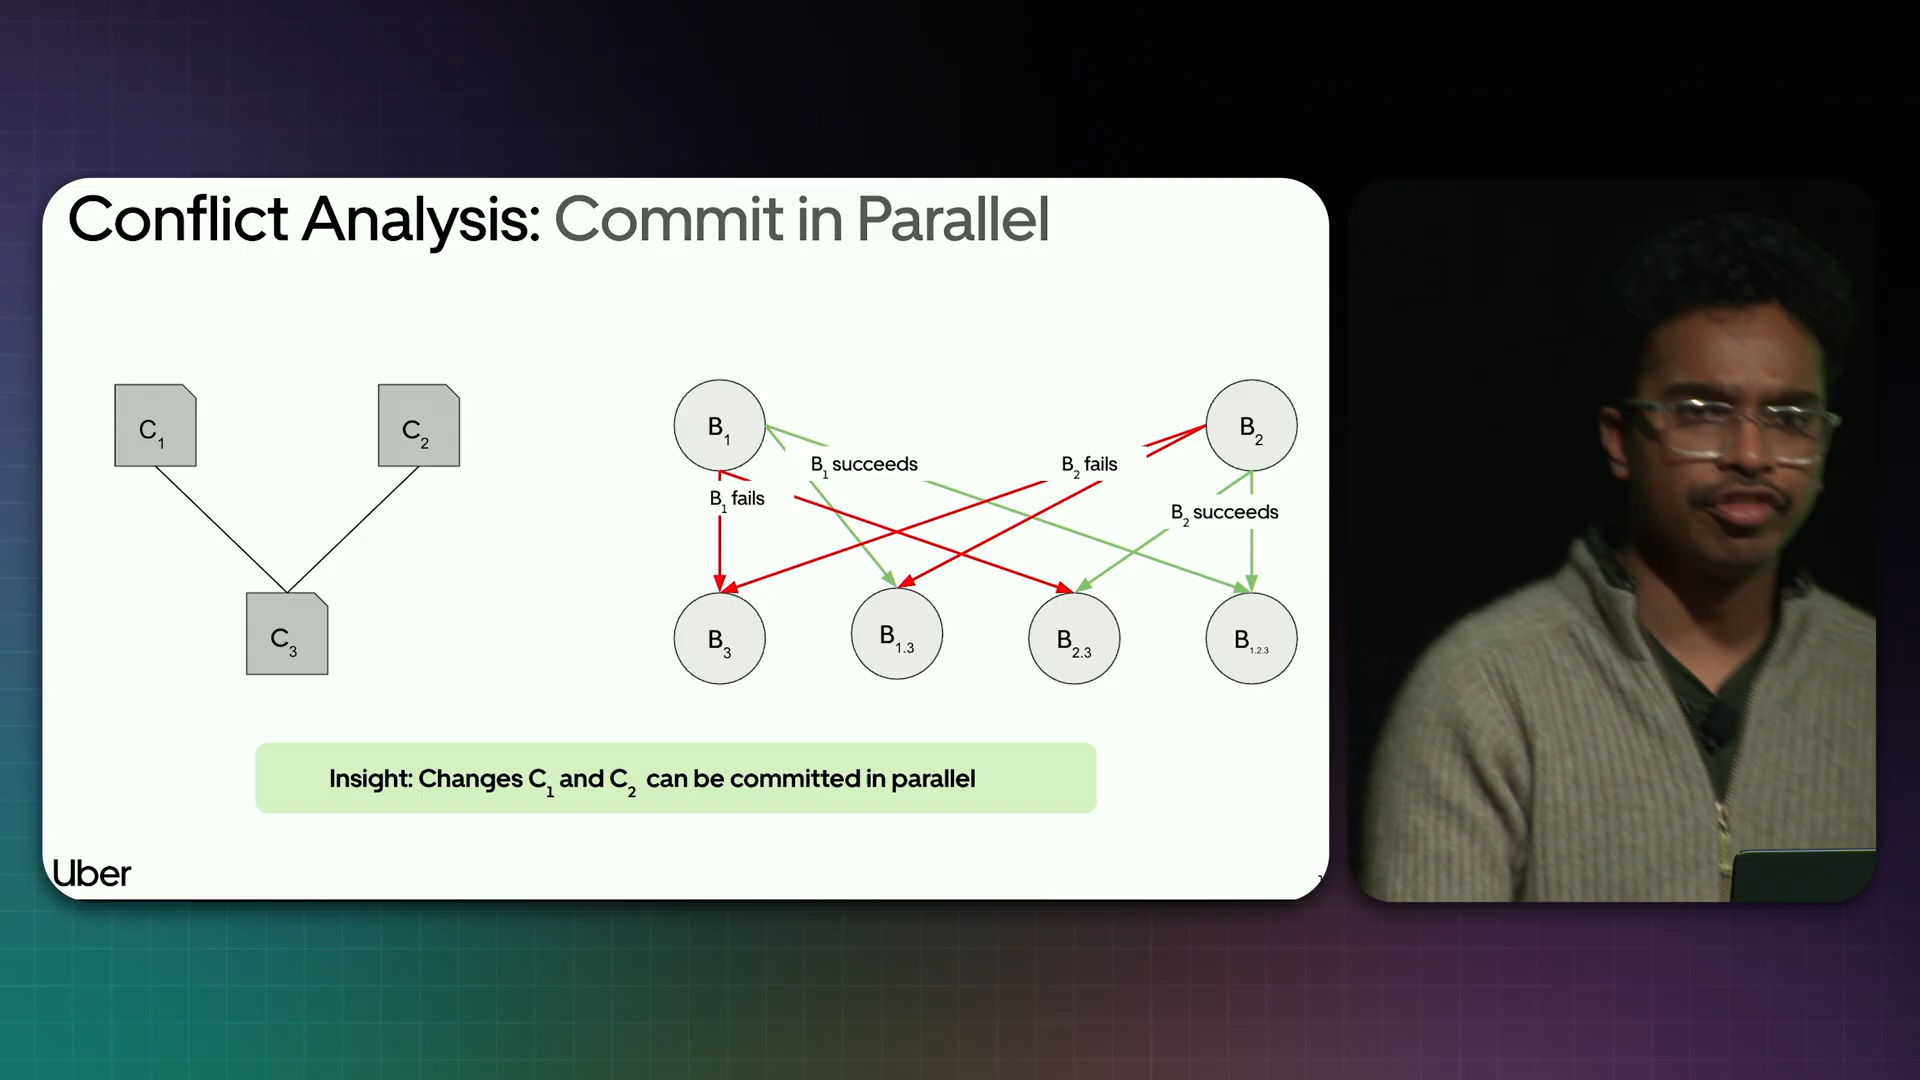 Conflict Analysis: Commit in Parallel
C1
C2
C3
B1
B2
B1 succeeds
B2 fails
B1 fails
B2 succeeds
B3
B1.3
B2.3
B1.2.3
Insight: Changes C1 and C2 can be committed in parallel
Uber